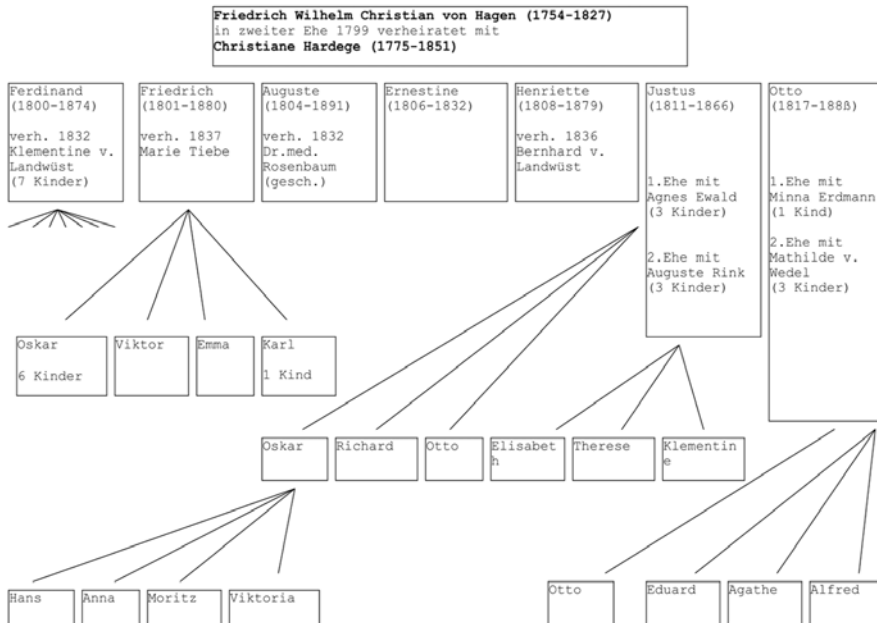 Friedrich Wilhelm Christian von Hagen (1754-1827)
in zweiter Ehe 1799 verheiratet mit
Christiane Hardege (1775-1851)
Ferdinand
(1800-1874)
verh. 1832
Klementine v.
Landwüst
(7 Kinder)
Friedrich
(1801-1880)
verh. 1837
Marie Tiebe
Auguste
(1804-1891)
verh. 1832
Dr.med.
Rosenbaum
(gesch.)
Ernestine
(1806-1832)
Henriette
(1808-1879)
verh. 1836
Bernhard v.
Landwüst
Justus
(1811-1866)
1.Ehe mit
Agnes Ewald
(3 Kinder)
2.Ehe mit
Auguste Rink
(3 Kinder)
Otto
(1817-188ß)
1.Ehe mit
Minna Erdmann
(1 Kind)
2.Ehe mit
Mathilde v.
Wedel
(3 Kinder)
Oskar
6 Kinder
Viktor
Emma
Karl
1 Kind
Oskar
Richard
Otto
Elisabet
h
Therese
Klementin
e
Hans
Anna
Moritz
Viktoria
Otto
Eduard
Agathe
Alfred